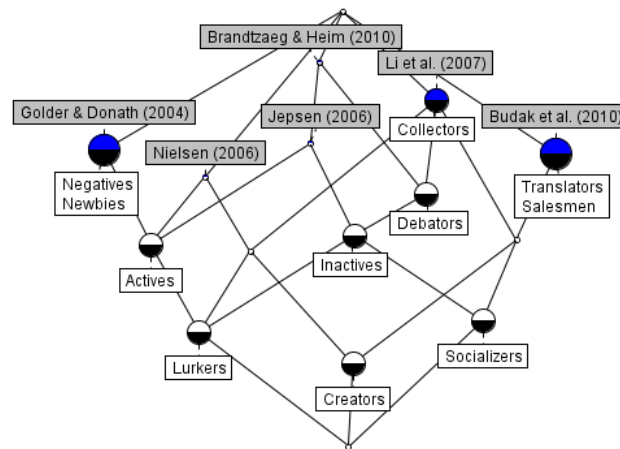 Brandtzaeg & Heim (2010)
Li et al. (2007)
Golder & Donath (2004)
Jepsen (2006)
Budak et al. (2010)
Collectors
Nielsen (2006)
Negatives
Newbies
Translators
Salesmen
Debators
Actives
Inactives
Lurkers
Socializers
Creators